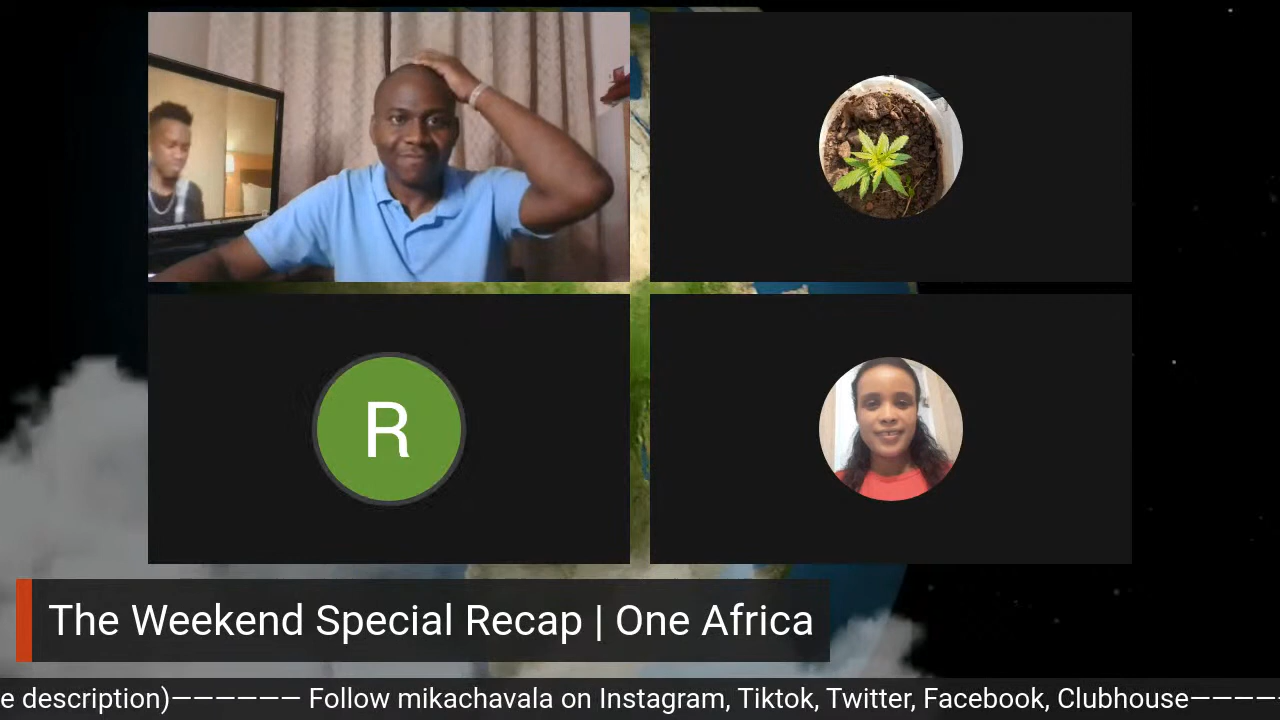 R
The Weekend Special Recap | One Africa
e description)—————— Follow mikachavala on Instagram, Tiktok, Twitter, Facebook, Clubhouse—————